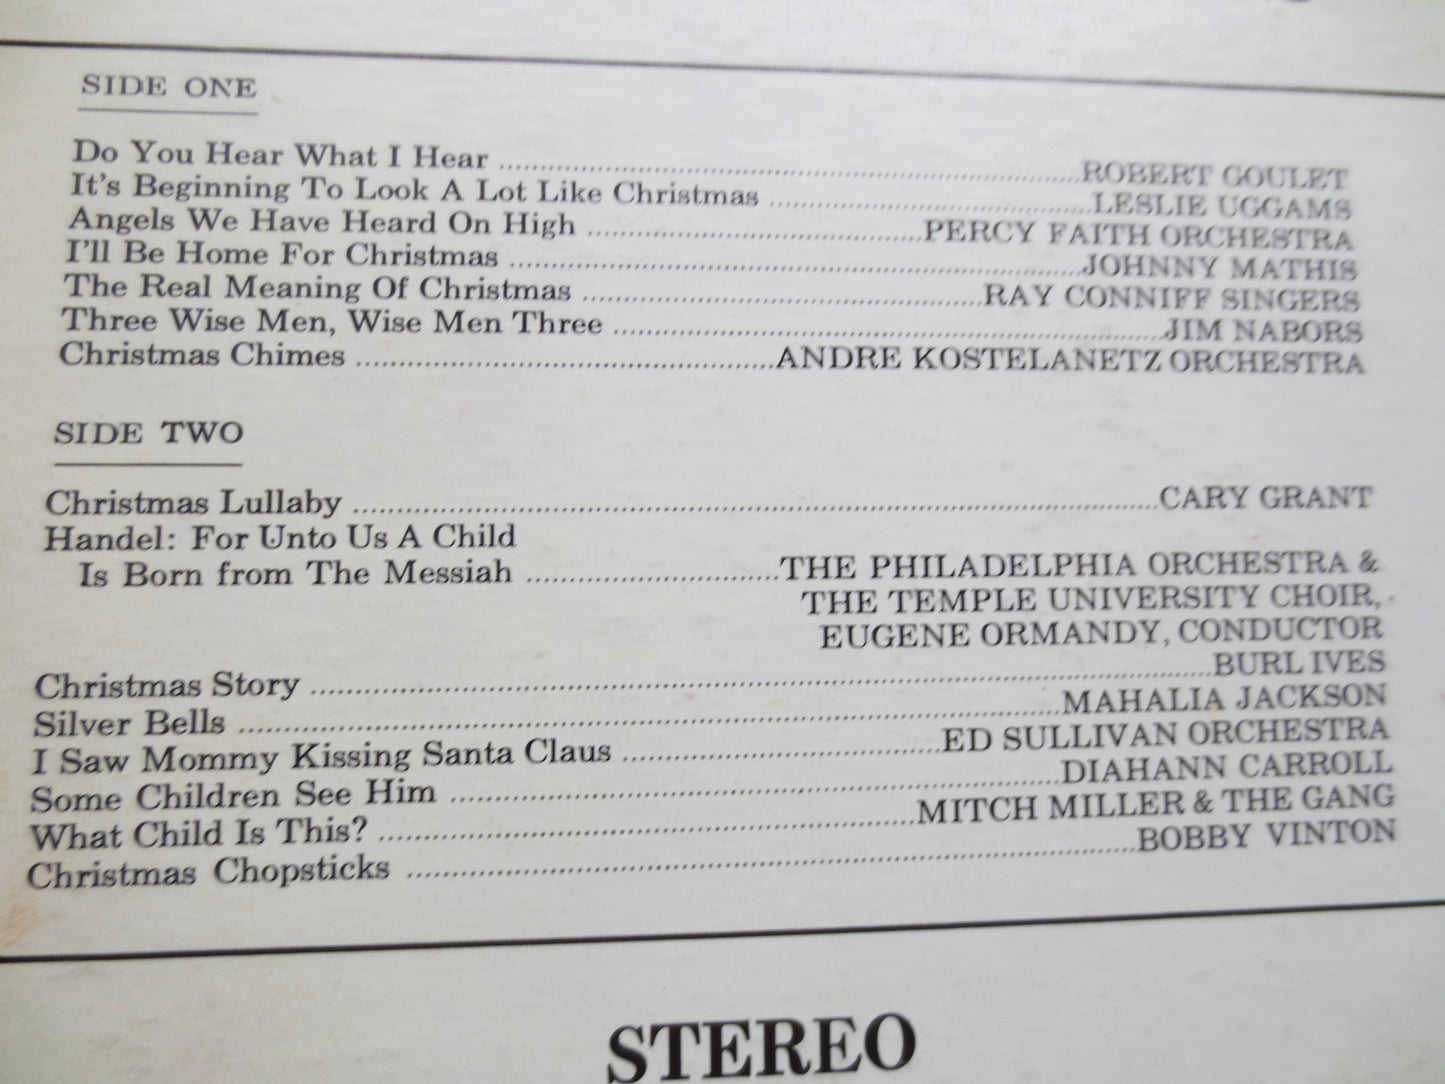 SIDE ONE
Do You Hear What I Hear ........ ROBERT GOULET
It's Beginning To Look A Lot Like Christmas ........ LESLIE UGGAMS
Angels We Have Heard On High ........ PERCY FAITH ORCHESTRA
I'll Be Home For Christmas ........ JOHNNY MATHIS
The Real Meaning Of Christmas ........ RAY CONNIFF SINGERS
Three Wise Men, Wise Men Three ........ JIM NABORS
Christmas Chimes ........ ANDRE KOSTELANETZ ORCHESTRA
SIDE TWO
Christmas Lullaby ........ CARY GRANT
Handel: For Unto Us A Child
Is Born from The Messiah ........ THE PHILADELPHIA ORCHESTRA &
THE TEMPLE UNIVERSITY CHOIR,
EUGENE ORMANDY, CONDUCTOR
Christmas Story ........ BURL IVES
Silver Bells ........ MAHALIA JACKSON
I Saw Mommy Kissing Santa Claus ........ ED SULLIVAN ORCHESTRA
Some Children See Him ........ DIAHANN CARROLL
What Child Is This? ........ MITCH MILLER & THE GANG
Christmas Chopsticks ........ BOBBY VINTON
STEREO